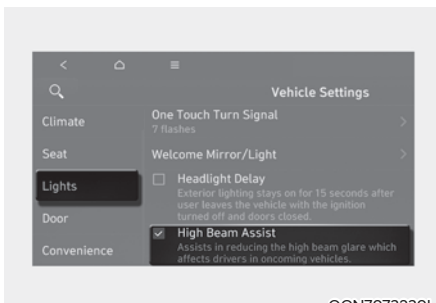 Vehicle Settings
Climate
Seat
Lights
Door
Convenience
One Touch Turn Signal
7 flashes
Welcome Mirror/Light
Headlight Delay
Exterior lighting stays on for 15 seconds after
user leaves the vehicle with the ignition
turned off and doors closed.
High Beam Assist
Assists in reducing the high beam glare which
affects drivers in oncoming vehicles.